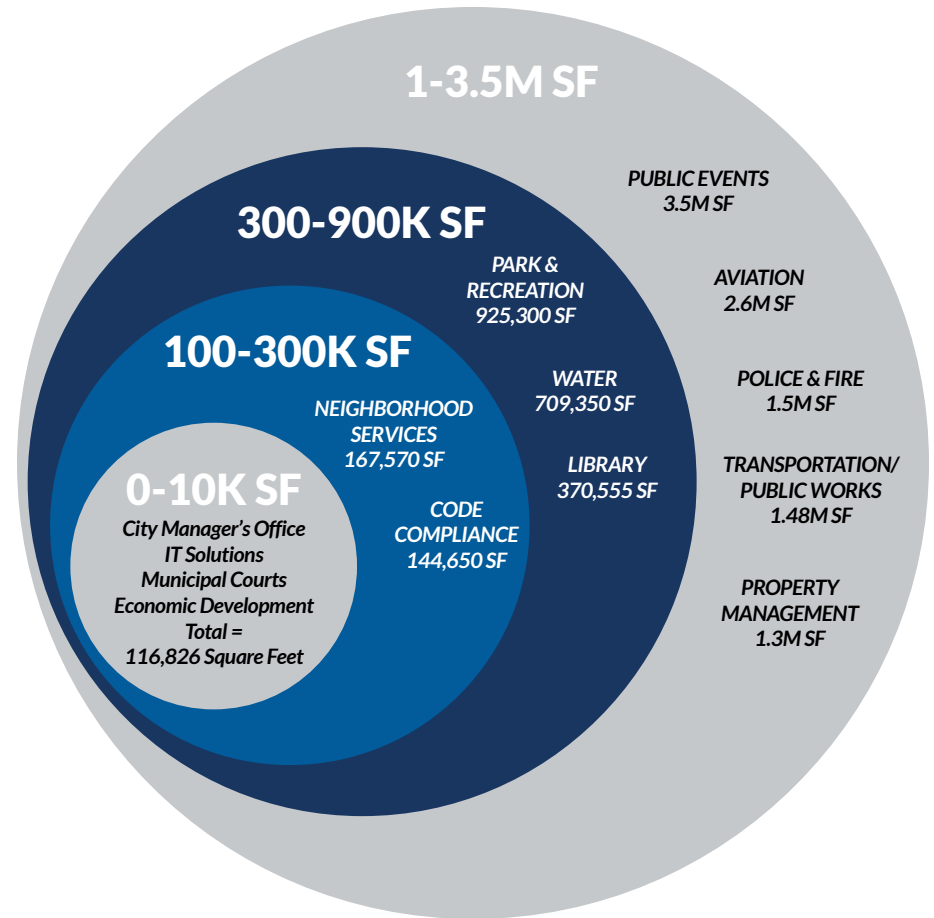 1-3.5M SF
PUBLIC EVENTS
3.5M SF
AVIATION
2.6M SF
POLICE & FIRE
1.5M SF
TRANSPORTATION/
PUBLIC WORKS
1.48M SF
PROPERTY
MANAGEMENT
1.3M SF
300-900K SF
PARK &
RECREATION
925,300 SF
WATER
709,350 SF
LIBRARY
370,555 SF
100-300K SF
NEIGHBORHOOD
SERVICES
167,570 SF
CODE
COMPLIANCE
144,650 SF
0-10K SF
City Manager's Office
IT Solutions
Municipal Courts
Economic Development
Total =
116,826 Square Feet